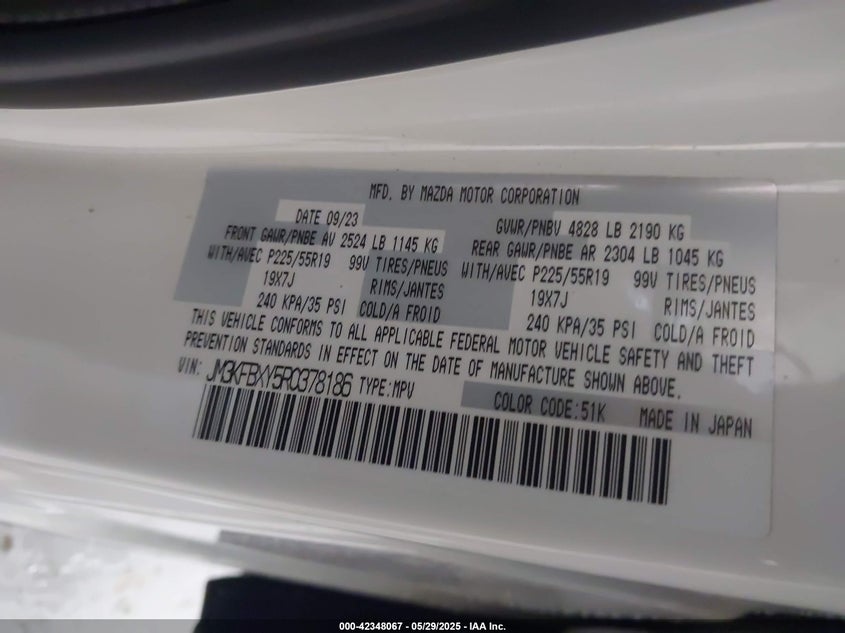 MFD. BY MAZDA MOTOR CORPORATION
DATE 09/23 GVWR/PNBV 4828 LB 2190 KG
FRONT GAWR/PNBE AV 2524 LB 1145 KG REAR GAWR/PNBE AR 2304 LB 1045 KG
WITH/AVEC P225/55R19 99V TIRES/PNEUS WITH/AVEC P225/55R19 99V TIRES/PNEUS
19X7J RIMS/JANTES 19X7J RIMS/JANTES
240 KPA/35 PSI COLD/A FROID 240 KPA/35 PSI COLD/A FROID
THIS VEHICLE CONFORMS TO ALL APPLICABLE FEDERAL MOTOR VEHICLE SAFETY AND THEFT
PREVENTION STANDARDS IN EFFECT ON THE DATE OF MANUFACTURE SHOWN ABOVE.
VIN: JM3KFBXY5R0378186 TYPE:MPV
COLOR CODE:51K MADE IN JAPAN
000-42348067 - 05/29/2025 - IAA Inc.